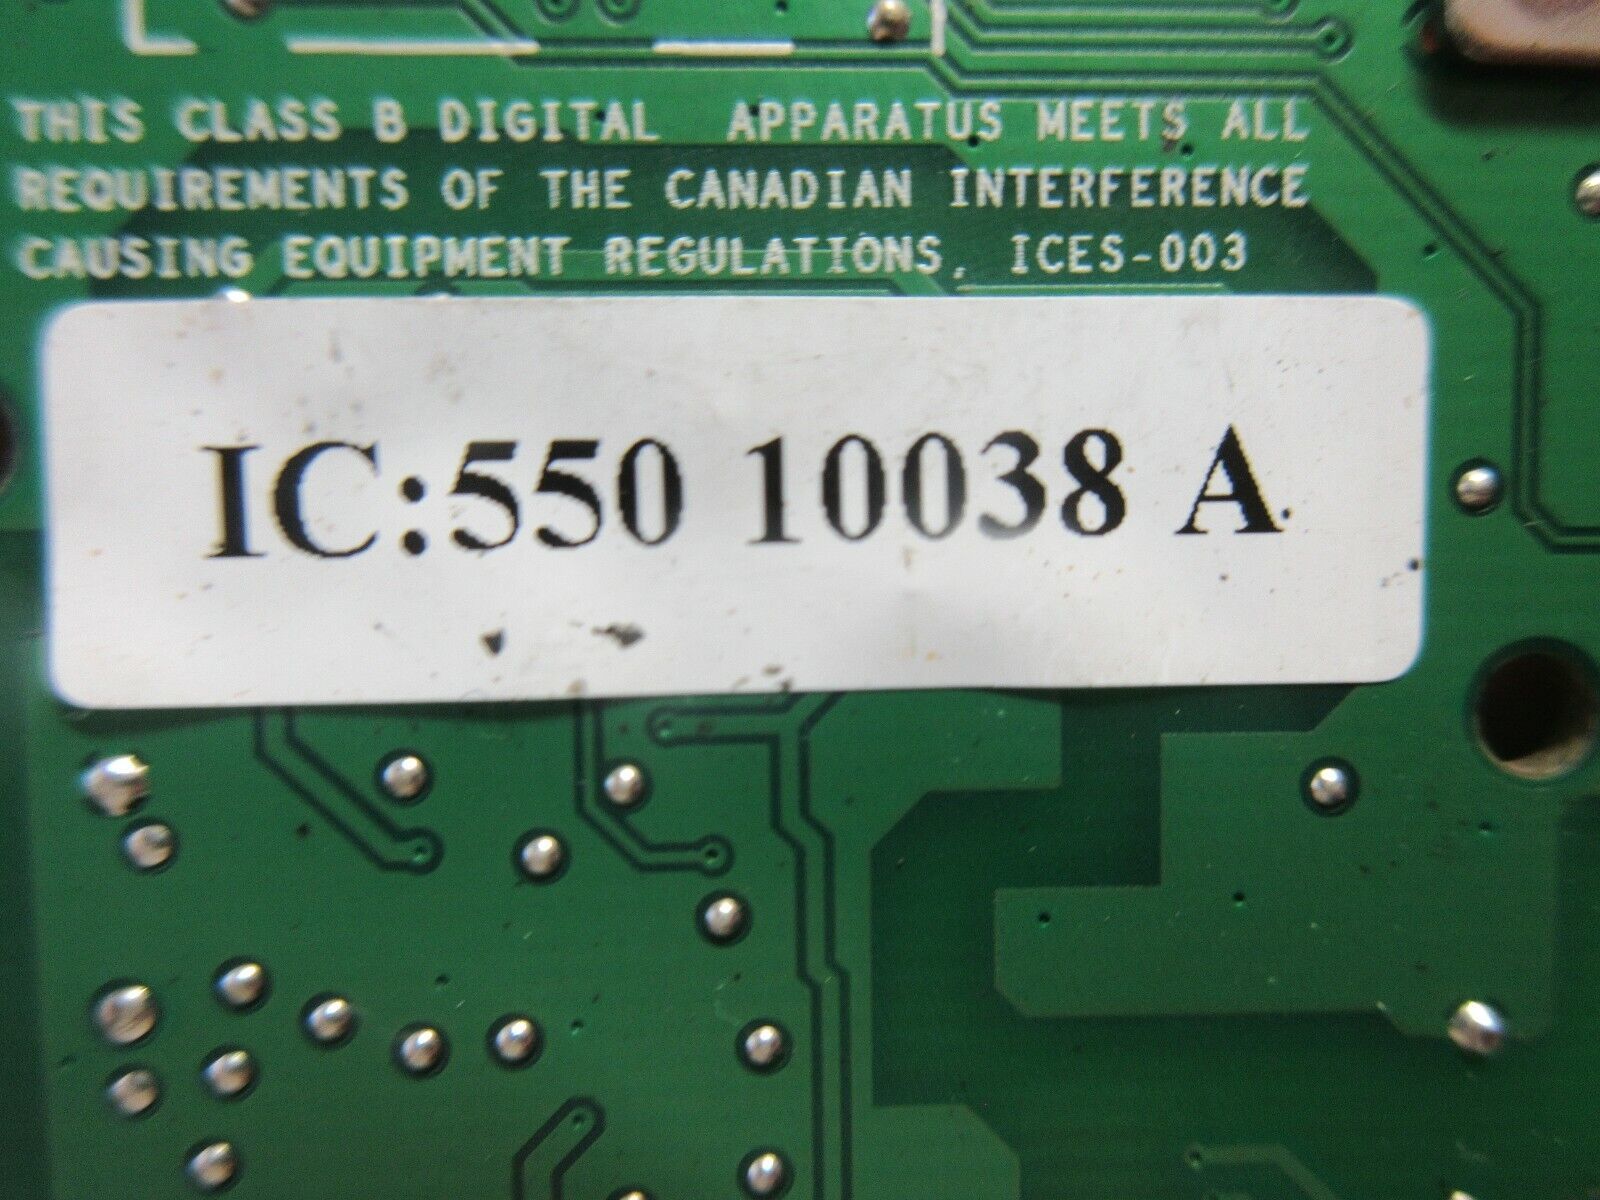 THIS CLASS B DIGITAL APPARATUS MEETS ALL
REQUIREMENTS OF THE CANADIAN INTERFERENCE
CAUSING EQUIPMENT REGULATIONS. ICES-003
IC:550 10038 A